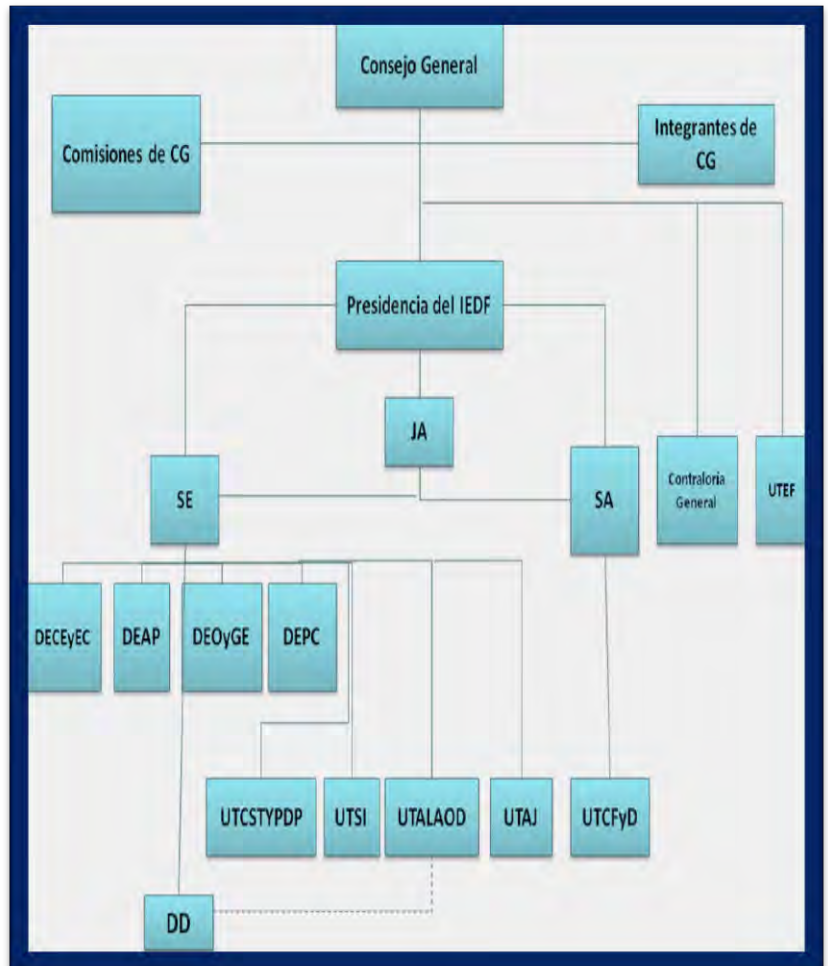 Consejo General
Comisiones de CG
Integrantes de
CG
Presidencia del IEDF
JA
SE
SA
Contraloria
General
UTEF
DECEyEC
DEAP
DEOyGE
DEPC
UTCSTYPDP
UTSI
UTALAOD
UTAJ
UTCFyD
DD